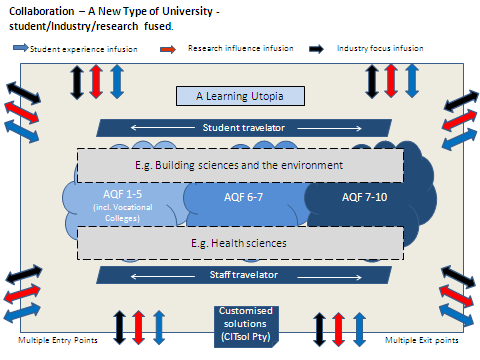 Collaboration – A New Type of University -
student/Industry/research fused.
Student experience infusion
Research influence infusion
Industry focus infusion
A Learning Utopia
Student travelator
E.g. Building sciences and the environment
AQF 1-5
(incl. Vocational
Colleges)
AQF 6-7
AQF 7-10
E.g. Health sciences
Staff travelator
Customised
solutions
(CITsol Pty)
Multiple Entry Points
Multiple Exit points